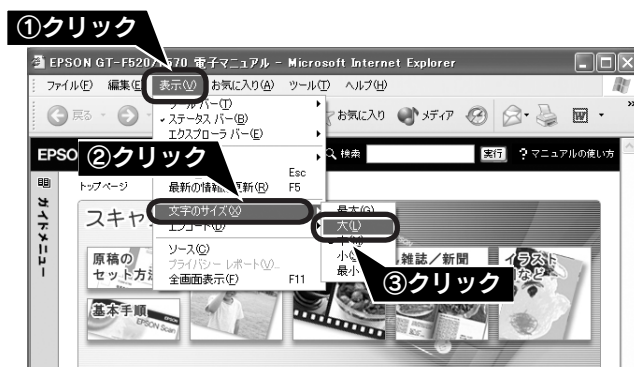 ①クリック
EPSON GT-F520/F570 電子マニュアル - Microsoft Internet Explorer
ファイル(F) 編集(E) 表示(V) お気に入り(A) ツール(T) ヘルプ(H)
戻る
ツール バー(T)
お気に入り メディア
ステータス バー(B)
エクスプローラ バー(E)
②クリック
EPSO
検索 実行 ?マニュアルの使い方
Esc
トップページ
最新の情報に更新(R) F5
ガイドメニュー
文字のサイズ(X)
最大(G)
スキャ
エンコード(D)
大(L)
中(M)
ソース(C)
小
原稿の
セット方
プライバシー レポート(V)...
最小
③クリック
雑誌/新聞
イラスト
など
全画面表示(F) F11
基本手順
EPSON Scan